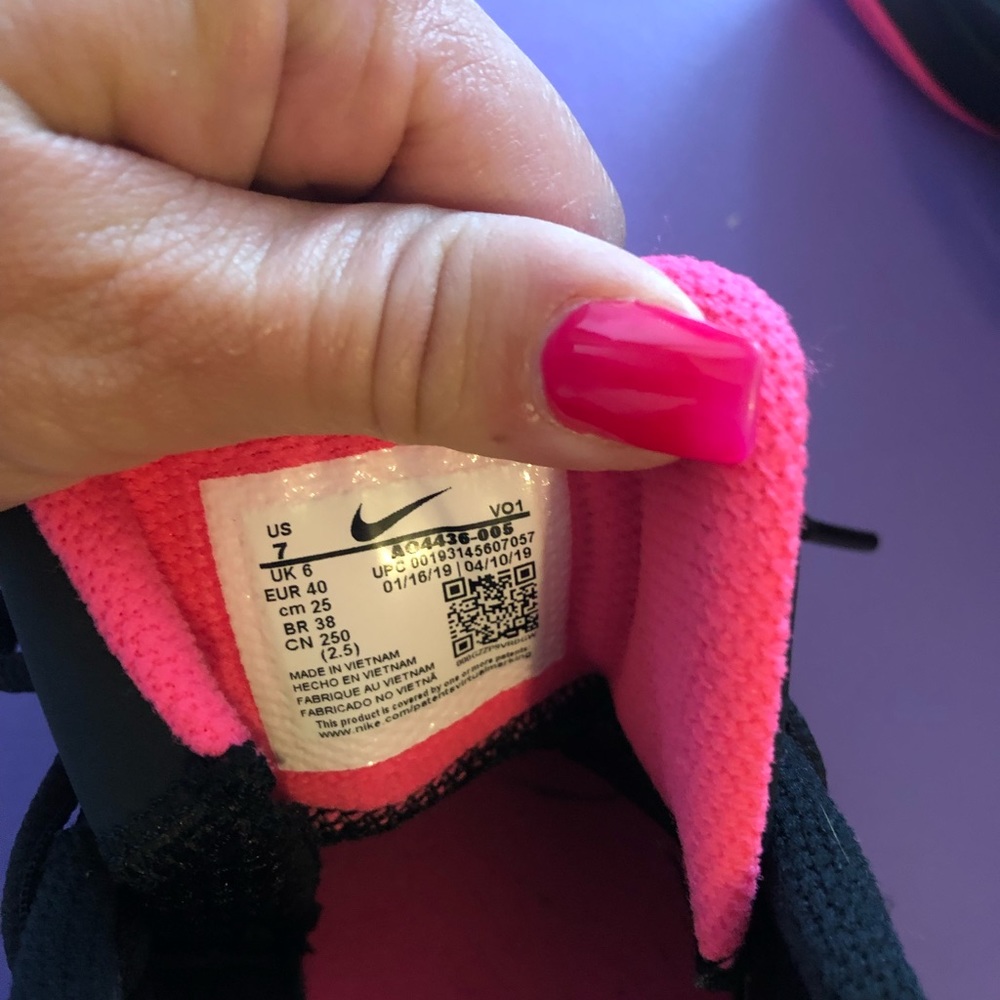 US
7
VO1
AO4436-005
UPC 00193145607057
01/16/19 | 04/10/19
UK 6
EUR 40
cm 25
BR 38
CN 250
(2.5)
MADE IN VIETNAM
HECHO EN VIETNAM
FABRIQUE AU VIETNAM
FABRICADO NO VIETNÃ
This product is covered by one or more patents
www.nike.com/patentsvirtualmarking